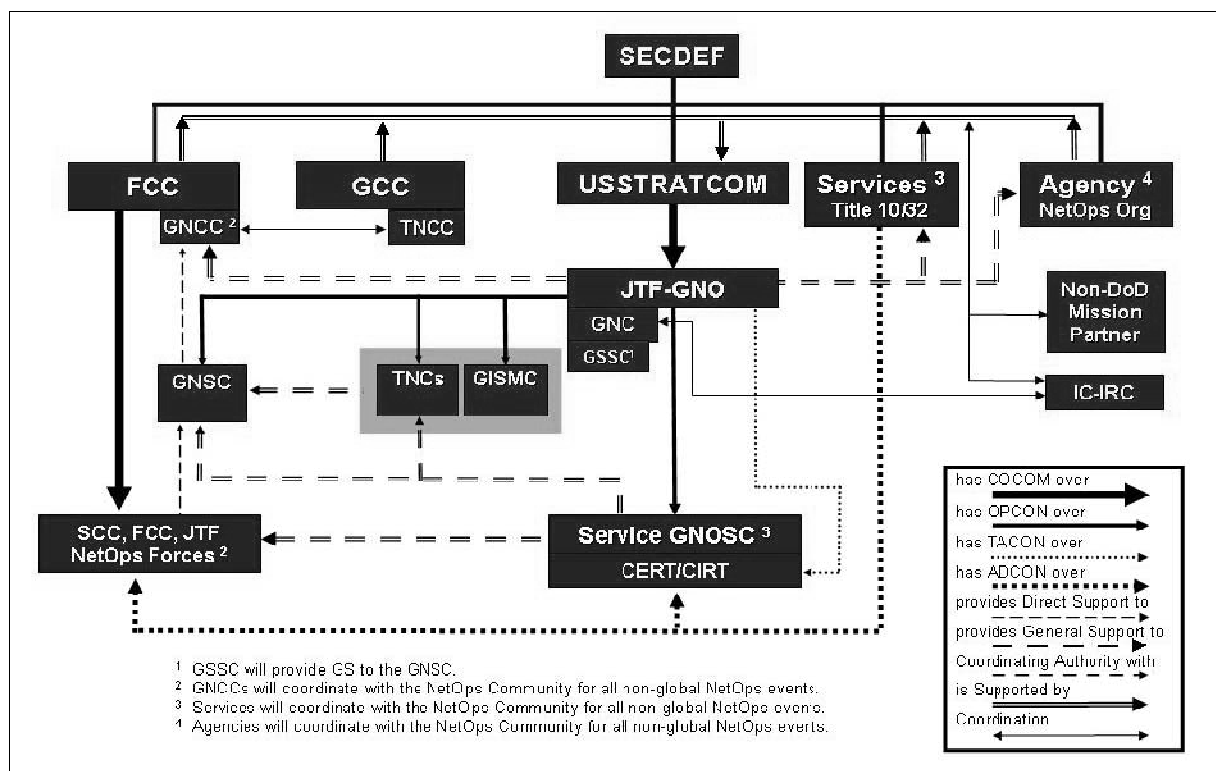 SECDEF
FCC
GCC
USSTRATCOM
Services 3
Title 10/32
Agency 4
NetOps Org
GNCC 2
TNCC
JTF-GNO
GNC
GSSC1
Non-DoD
Mission
Partner
GNSC
TNCs
GISMC
IC-IRC
SCC, FCC, JTF
NetOps Forces 2
Service GNOSC 3
CERT/CIRT
has COCOM over
has OPCON over
has TACON over
has ADCON over
provides Direct Support to
provides General Support to
Coordinating Authority with
is Supported by
Coordination
1 GSSC will provide GS to the GNSC.
2 GNCCs will coordinate with the NetOps Community for all non-global NetOps events.
3 Services will coordinate with the NetOps Community for all non-global NetOps events.
4 Agencies will coordinate with the NetOps Community for all non-global NetOps events.